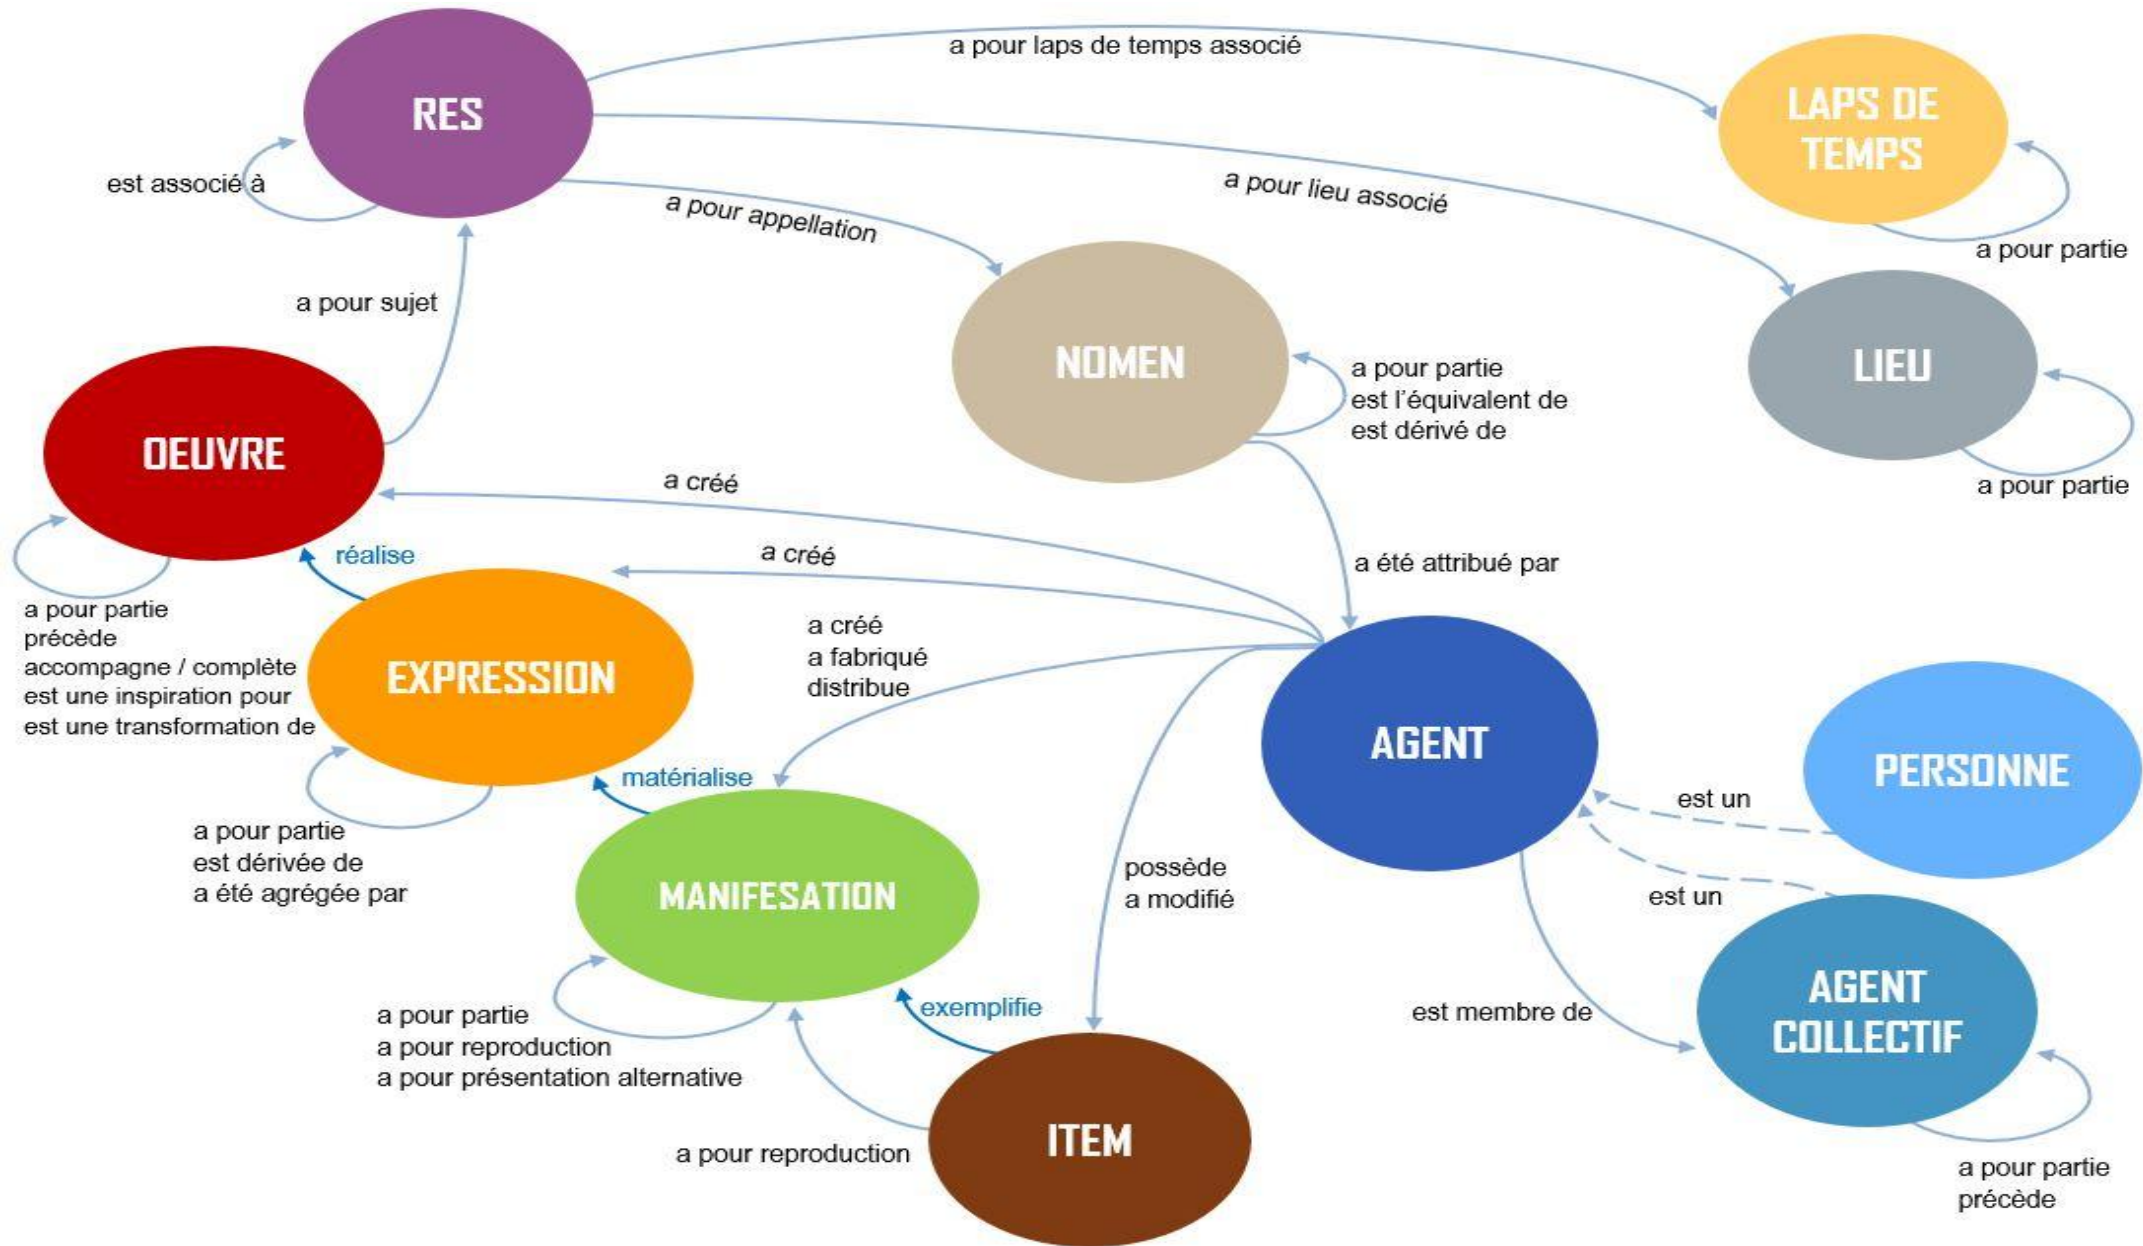 a pour laps de temps associé
RES
LAPS DE
TEMPS
est associé à
a pour appellation
a pour lieu associé
a pour partie
a pour sujet
NOMEN
LIEU
a pour partie
est l'équivalent de
est dérivé de
OEUVRE
a créé
a pour partie
réalise
a créé
a été attribué par
a pour partie
précède
accompagne / complète
est une inspiration pour
est une transformation de
EXPRESSION
a créé
a fabriqué
distribue
AGENT
PERSONNE
matérialise
est un
a pour partie
est dérivée de
a été agrégée par
MANIFESATION
possède
a modifié
est un
a pour partie
a pour reproduction
a pour présentation alternative
exemplifie
est membre de
AGENT
COLLECTIF
a pour reproduction
ITEM
a pour partie
précède